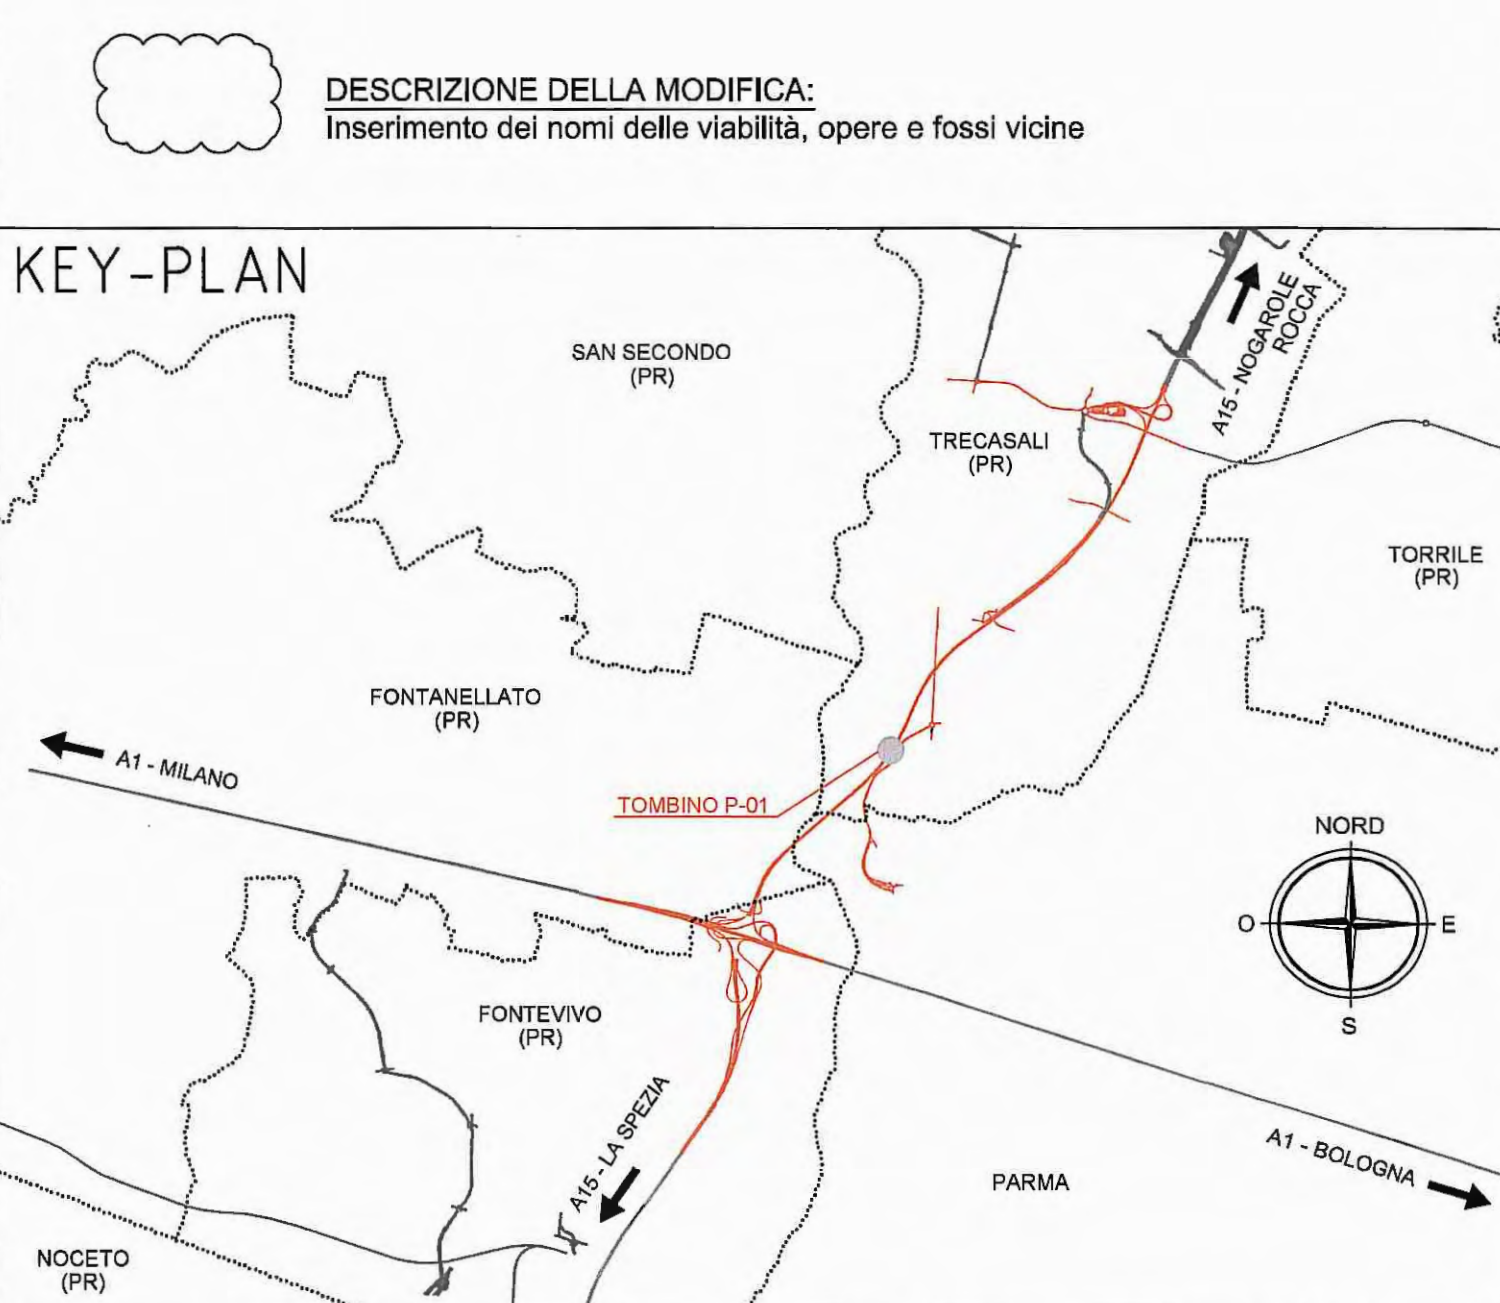 DESCRIZIONE DELLA MODIFICA:
Inserimento dei nomi delle viabilità, opere e fossi vicine
KEY-PLAN
A15 - NOGAROLE
ROCCA
SAN SECONDO
(PR)
TRECASALI
(PR)
TORRILE
(PR)
FONTANELLATO
(PR)
A1 - MILANO
TOMBINO P-01
NORD
O
E
S
FONTEVIVO
(PR)
A15 - LA SPEZIA
A1 - BOLOGNA
PARMA
NOCETO
(PR)